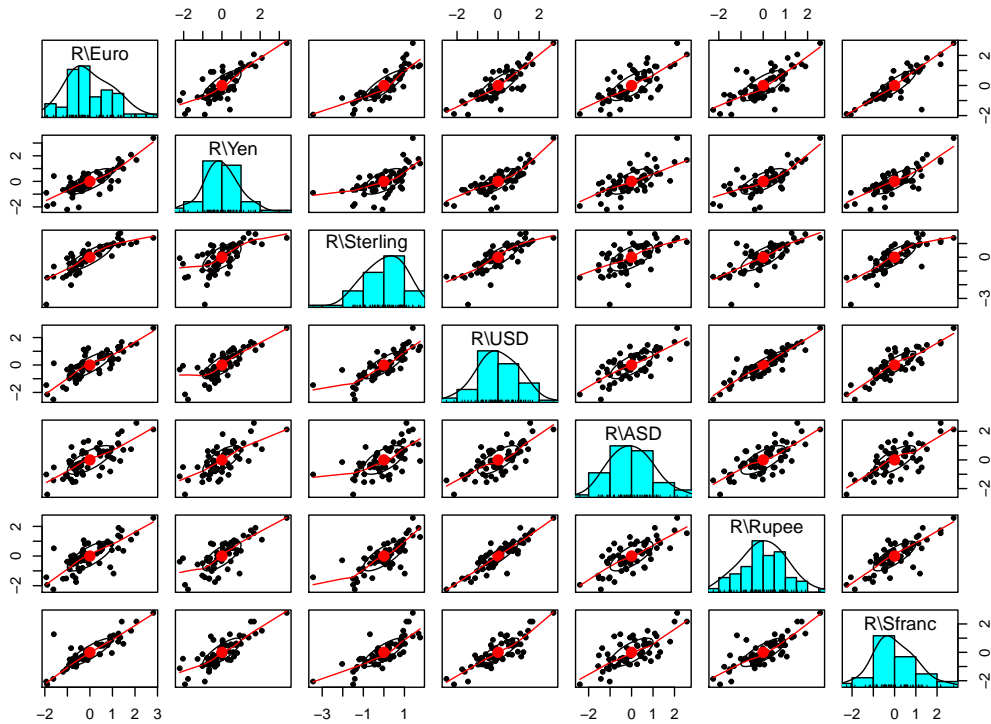 −2 0 2 −2 0 2 −2 0 1 2
R\Euro
−2 0 2
R\Yen
−2 0 2
R\Sterling
−3 0
R\USD
−2 0 2
R\ASD
−2 0 2
R\Rupee
−2 0 2
R\Sfranc
−2 0 2
−2 0 1 2 3 −3 −1 1 −2 0 2 −2 0 2